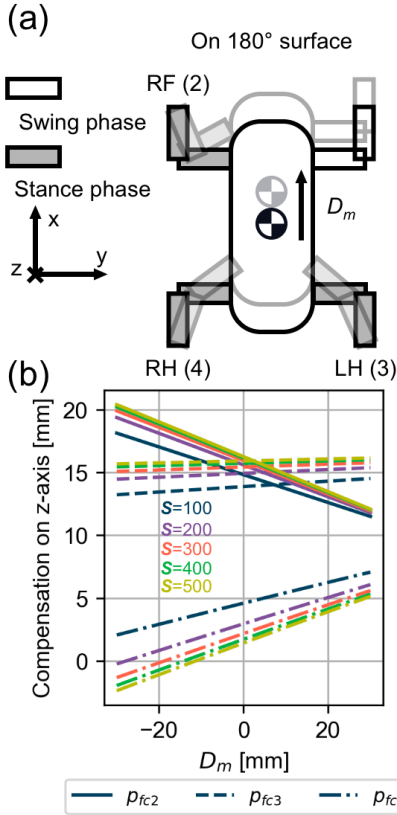 (a)
On 180° surface
RF (2)
Swing phase
Stance phase
x
D_m
z
y
RH (4)
LH (3)
(b)
Compensation on z-axis [mm]
20
15
10
5
0
S=100
S=200
S=300
S=400
S=500
−20
0
20
D_m [mm]
p_fc2
p_fc3
p_fc